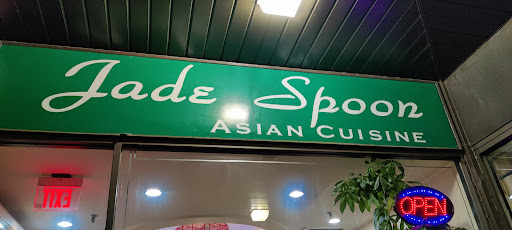 Jade Spoon
ASIAN CUISINE
EXIT
OPEN